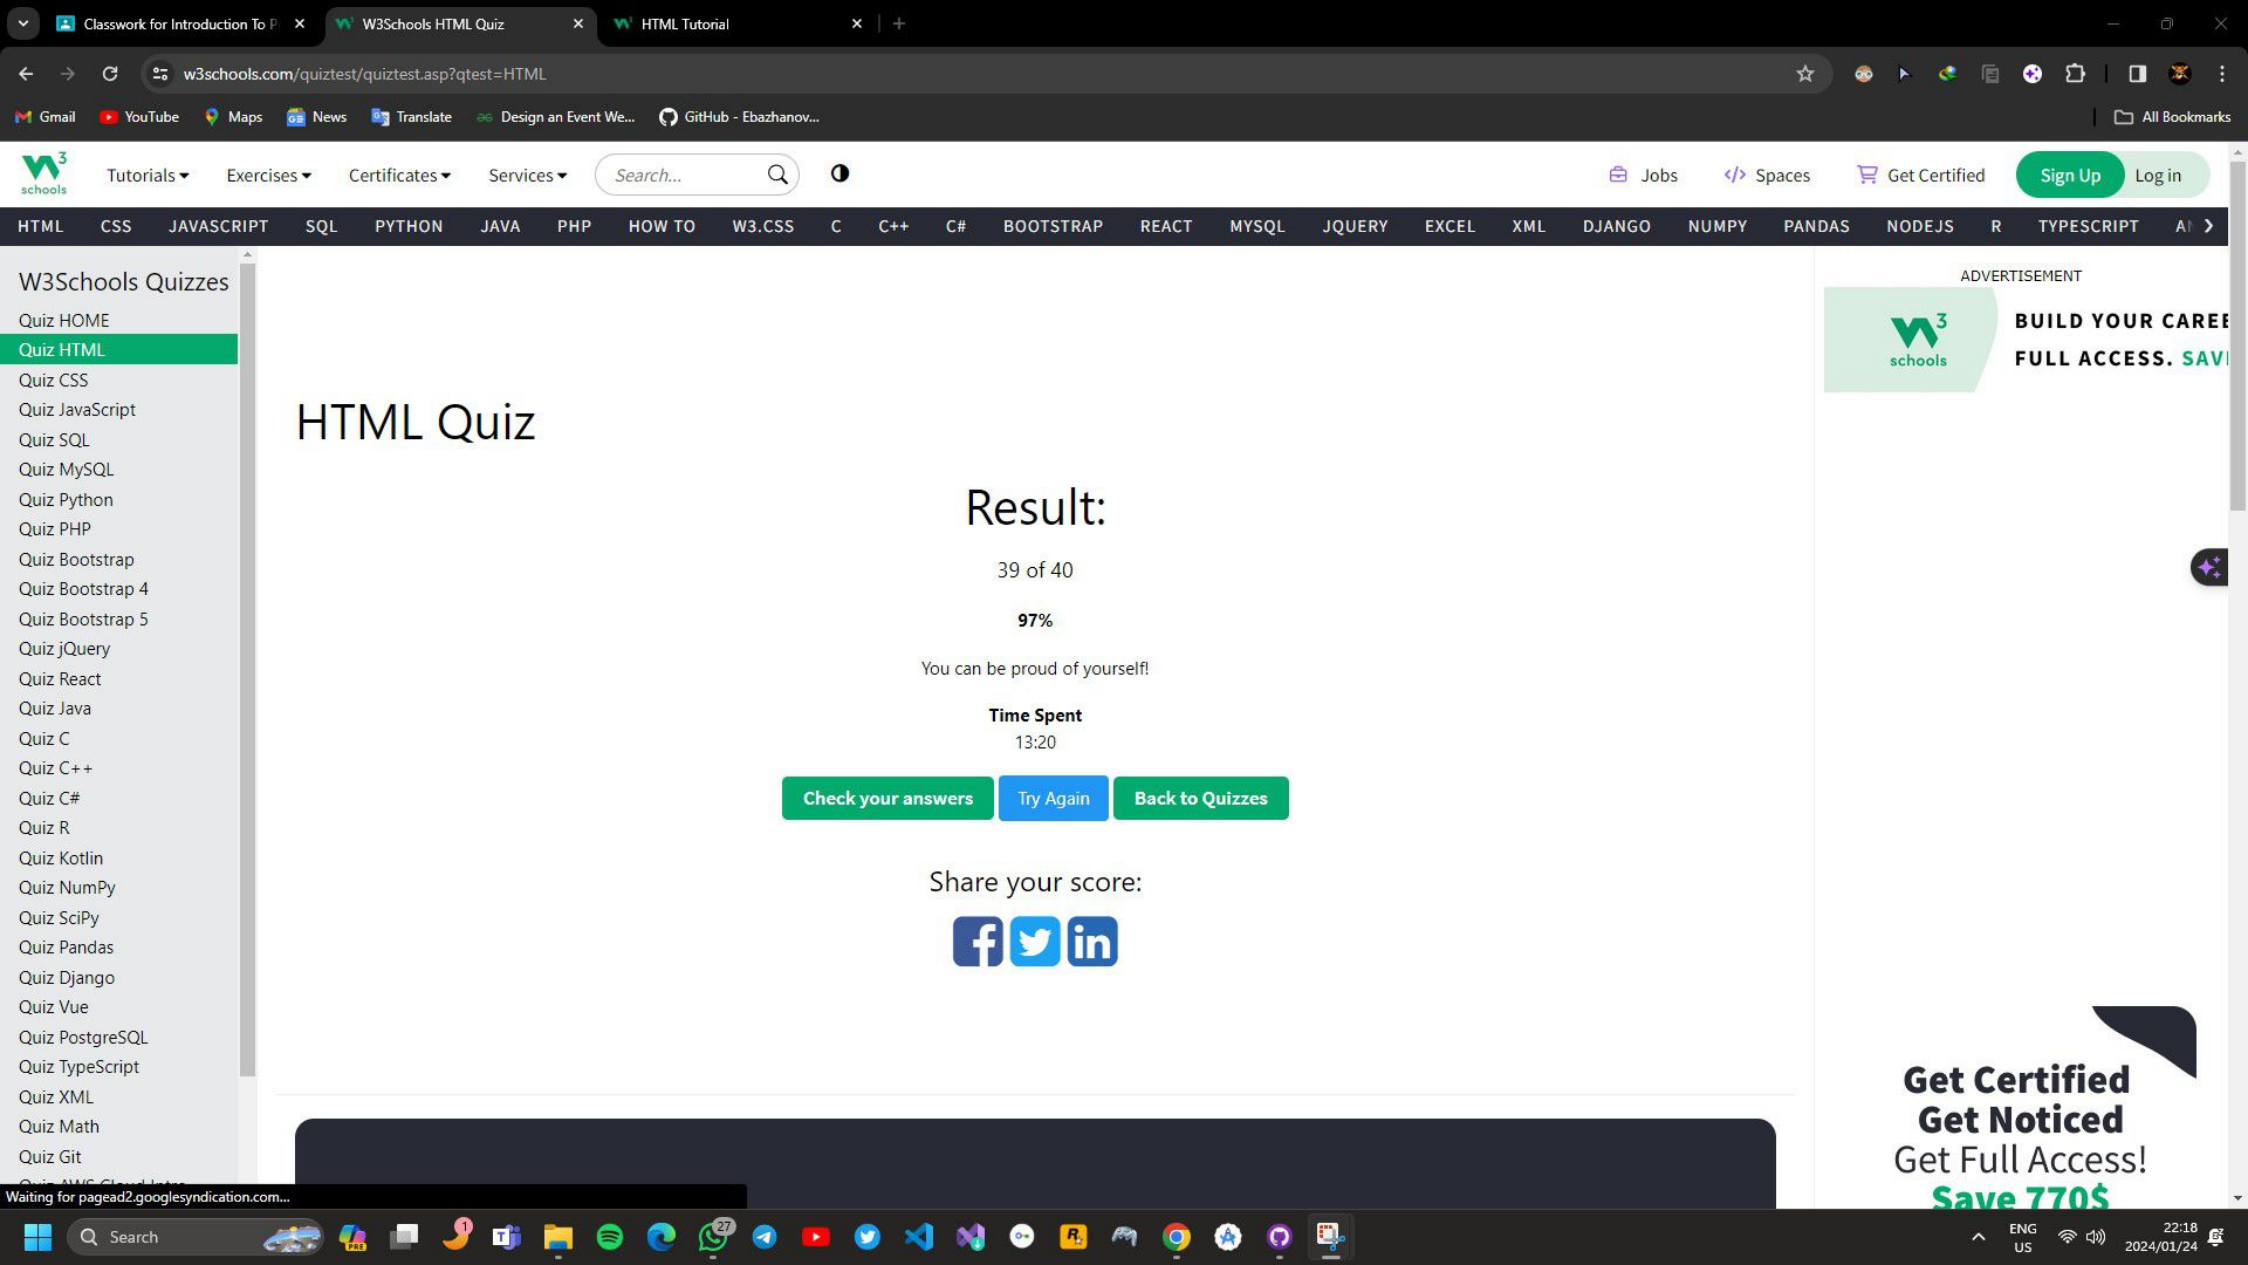 Classwork for Introduction To P
W3Schools HTML Quiz
HTML Tutorial
w3schools.com/quiztest/quiztest.asp?qtest=HTML
Gmail YouTube Maps News Translate Design an Event We... GitHub - Ebazhanov... All Bookmarks
3
schools
Tutorials Exercises Certificates Services Search... Jobs Spaces Get Certified Sign Up Log in
HTML CSS JAVASCRIPT SQL PYTHON JAVA PHP HOW TO W3.CSS C C++ C# BOOTSTRAP REACT MYSQL JQUERY EXCEL XML DJANGO NUMPY PANDAS NODEJS R TYPESCRIPT
W3Schools Quizzes
Quiz HOME
Quiz HTML
Quiz CSS
Quiz JavaScript
Quiz SQL
Quiz MySQL
Quiz Python
Quiz PHP
Quiz Bootstrap
Quiz Bootstrap 4
Quiz Bootstrap 5
Quiz jQuery
Quiz React
Quiz Java
Quiz C
Quiz C++
Quiz C#
Quiz R
Quiz Kotlin
Quiz NumPy
Quiz SciPy
Quiz Pandas
Quiz Django
Quiz Vue
Quiz PostgreSQL
Quiz TypeScript
Quiz XML
Quiz Math
Quiz Git
HTML Quiz
Result:
39 of 40
97%
You can be proud of yourself!
Time Spent
13:20
Check your answers Try Again Back to Quizzes
Share your score:
ADVERTISEMENT
3
schools
BUILD YOUR CAREE
FULL ACCESS. SAV
Get Certified
Get Noticed
Get Full Access!
Save 770$
Waiting for pagead2.googlesyndication.com...
Search
PRE
1
27
ENG
US
22:18
2024/01/24